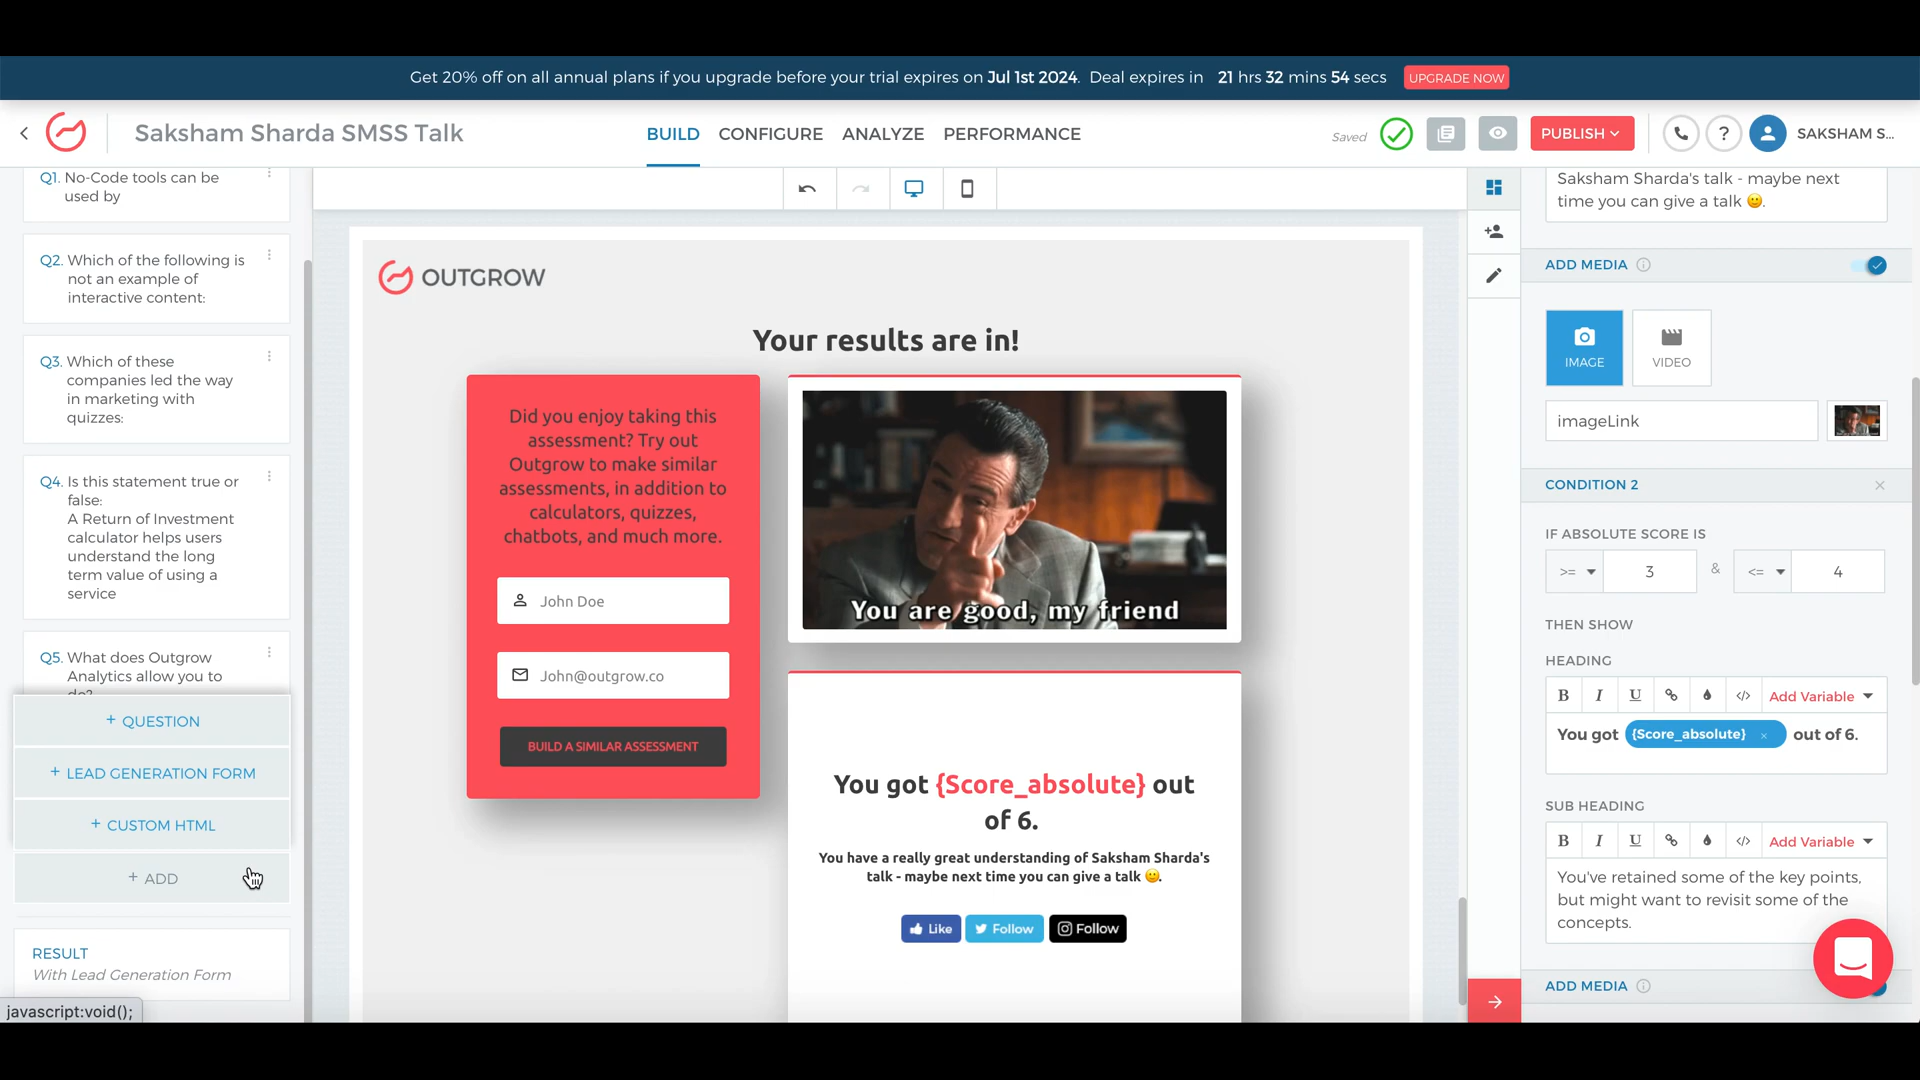 Get 20% off on all annual plans if you upgrade before your trial expires on Jul 1st 2024. Deal expires in 21 hrs 32 mins 54 secs UPGRADE NOW
Saksham Sharda SMSS Talk
BUILD CONFIGURE ANALYZE PERFORMANCE
Saved
PUBLISH
?
SAKSHAM S...
Q1. No-Code tools can be
used by
Q2. Which of the following is
not an example of
interactive content:
Q3. Which of these
companies led the way
in marketing with
quizzes:
Q4. Is this statement true or
false:
A Return of Investment
calculator helps users
understand the long
term value of using a
service
Q5. What does Outgrow
Analytics allow you to
do?
+ QUESTION
+ LEAD GENERATION FORM
+ CUSTOM HTML
+ ADD
RESULT
With Lead Generation Form
javascript:void();
OUTGROW
Your results are in!
Did you enjoy taking this
assessment? Try out
Outgrow to make similar
assessments, in addition to
calculators, quizzes,
chatbots, and much more.
John Doe
John@outgrow.co
BUILD A SIMILAR ASSESSMENT
You are good, my friend
You got {Score_absolute} out
of 6.
You have a really great understanding of Saksham Sharda's
talk - maybe next time you can give a talk 🙂.
Like
Follow
Follow
Saksham Sharda's talk - maybe next
time you can give a talk 🙂.
ADD MEDIA
IMAGE
VIDEO
imageLink
CONDITION 2
IF ABSOLUTE SCORE IS
>= 3 & <= 4
THEN SHOW
HEADING
B I U </> Add Variable
You got {Score_absolute} × out of 6.
SUB HEADING
B I U </> Add Variable
You've retained some of the key points,
but might want to revisit some of the
concepts.
ADD MEDIA